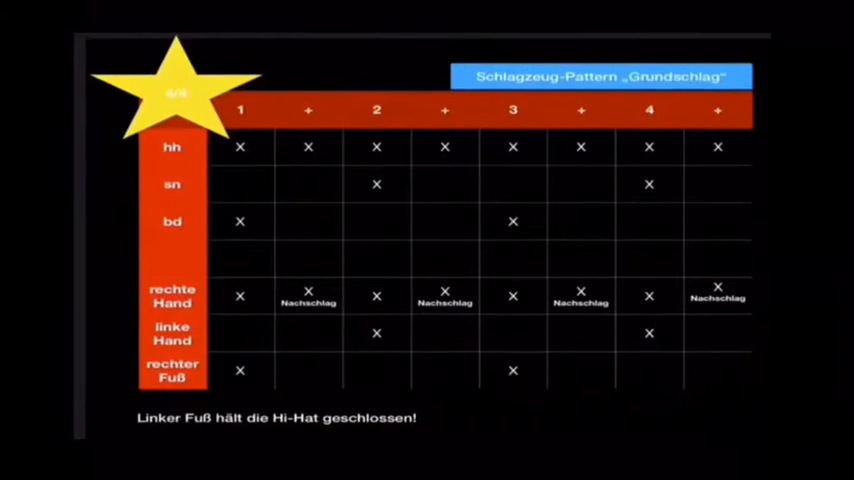 Schlagzeug-Pattern „Grundschlag“
4/4
1 + 2 + 3 + 4 +
hh X X X X X X X X
sn X X
bd X X
rechte Hand X X Nachschlag X X Nachschlag X X Nachschlag X X Nachschlag
linke Hand X X
rechter Fuß X X
Linker Fuß hält die Hi-Hat geschlossen!